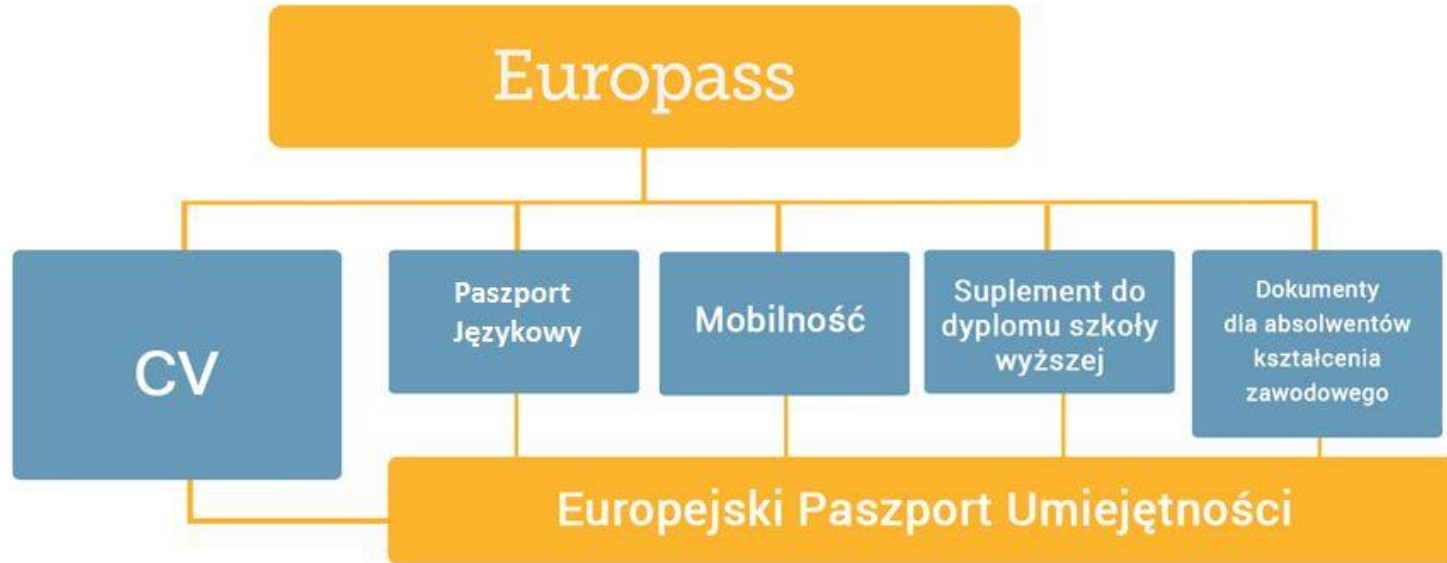 Europass
CV
Paszport
Językowy
Mobilność
Suplement do
dyplomu szkoły
wyższej
Dokumenty
dla absolwentów
kształcenia
zawodowego
Europejski Paszport Umiejętności